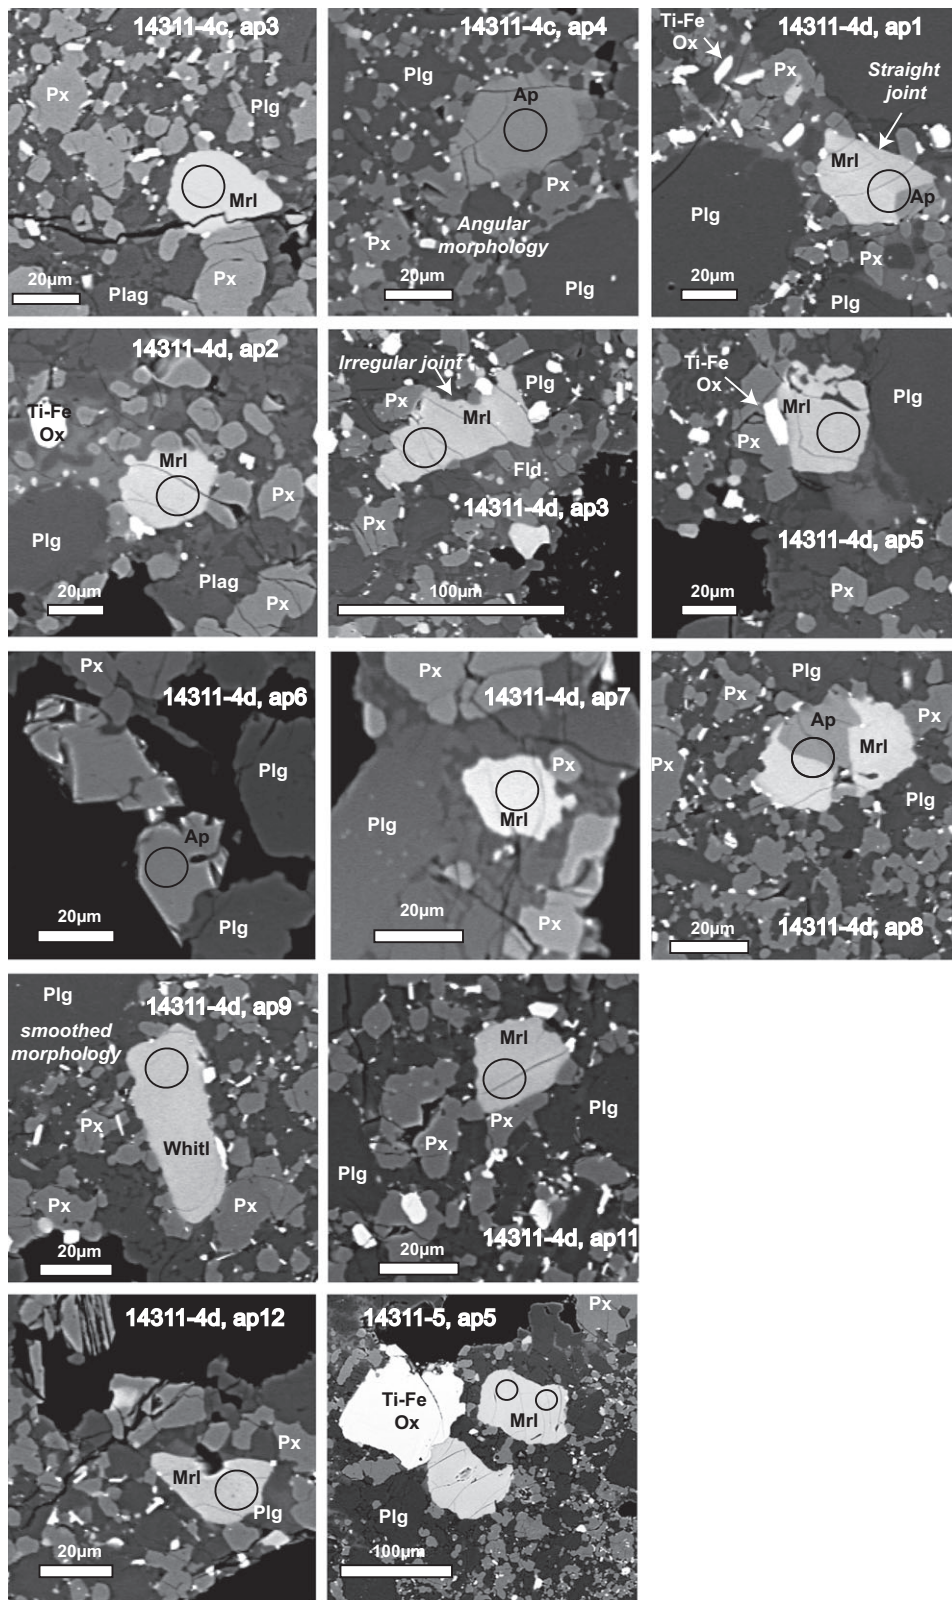 14311-4c, ap3
Px
Plg
Mrl
20µm
Px
Plag
14311-4c, ap4
Plg
Ap
Px
Angular
morphology
Px
20µm
Plg
Ti-Fe
Ox
14311-4d, ap1
Px
Straight
joint
Mrl
Ap
Plg
Px
20µm
Plg
14311-4d, ap2
Ti-Fe
Ox
Mrl
Px
Plg
Plag
20µm
Px
Irregular joint
Plg
Px
Mrl
Fld
14311-4d, ap3
Px
100µm
Ti-Fe
Ox
Mrl
Plg
Px
14311-4d, ap5
20µm
Px
Px
14311-4d, ap6
Plg
Ap
20µm
Plg
Px
14311-4d, ap7
Px
Mrl
Plg
20µm
Px
Plg
Px
Ap
Px
Mrl
Px
Plg
20µm
14311-4d, ap8
Plg
14311-4d, ap9
smoothed
morphology
Px
Whitl
Px
Px
20µm
Mrl
Plg
Px
Px
Plg
14311-4d, ap11
20µm
14311-4d, ap12
Px
Mrl
Plg
20µm
14311-5, ap5
Px
Ti-Fe
Ox
Mrl
Plg
100µm